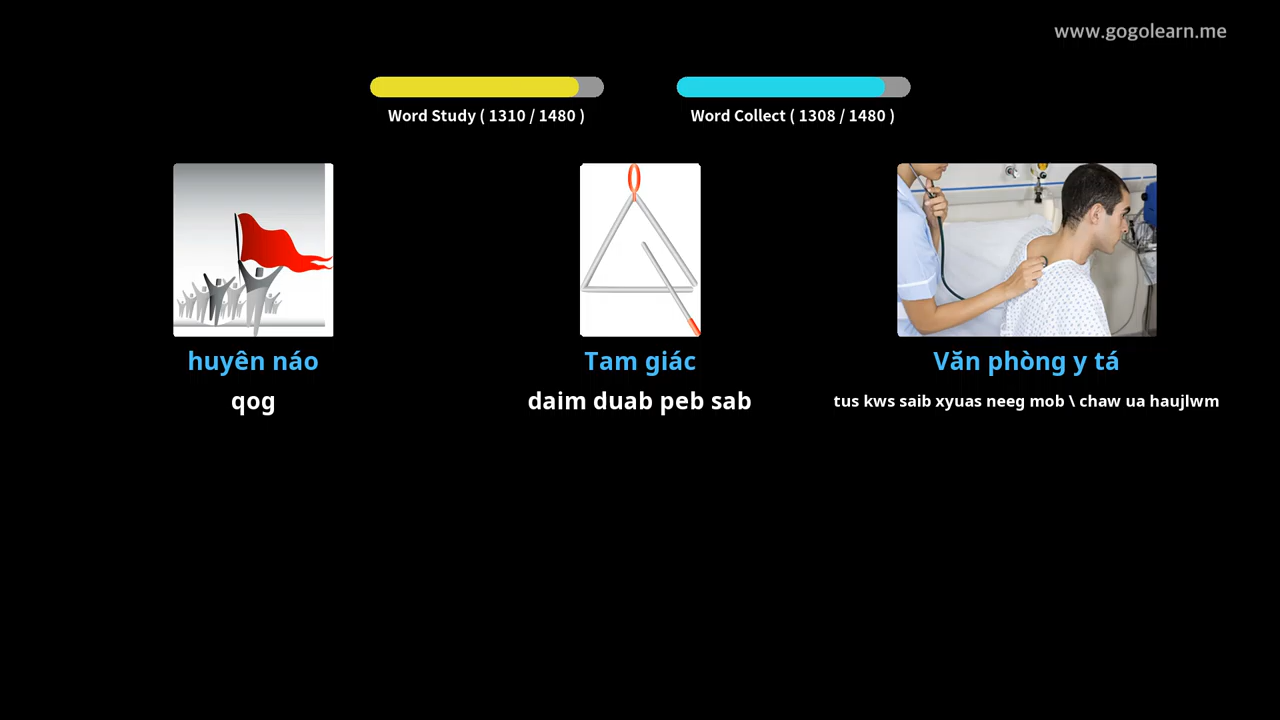 www.gogolearn.me
Word Study ( 1310 / 1480 )
Word Collect ( 1308 / 1480 )
huyên náo
Tam giác
Văn phòng y tá
qog
daim duab peb sab
tus kws saib xyuas neeg mob \ chaw ua haujlwm